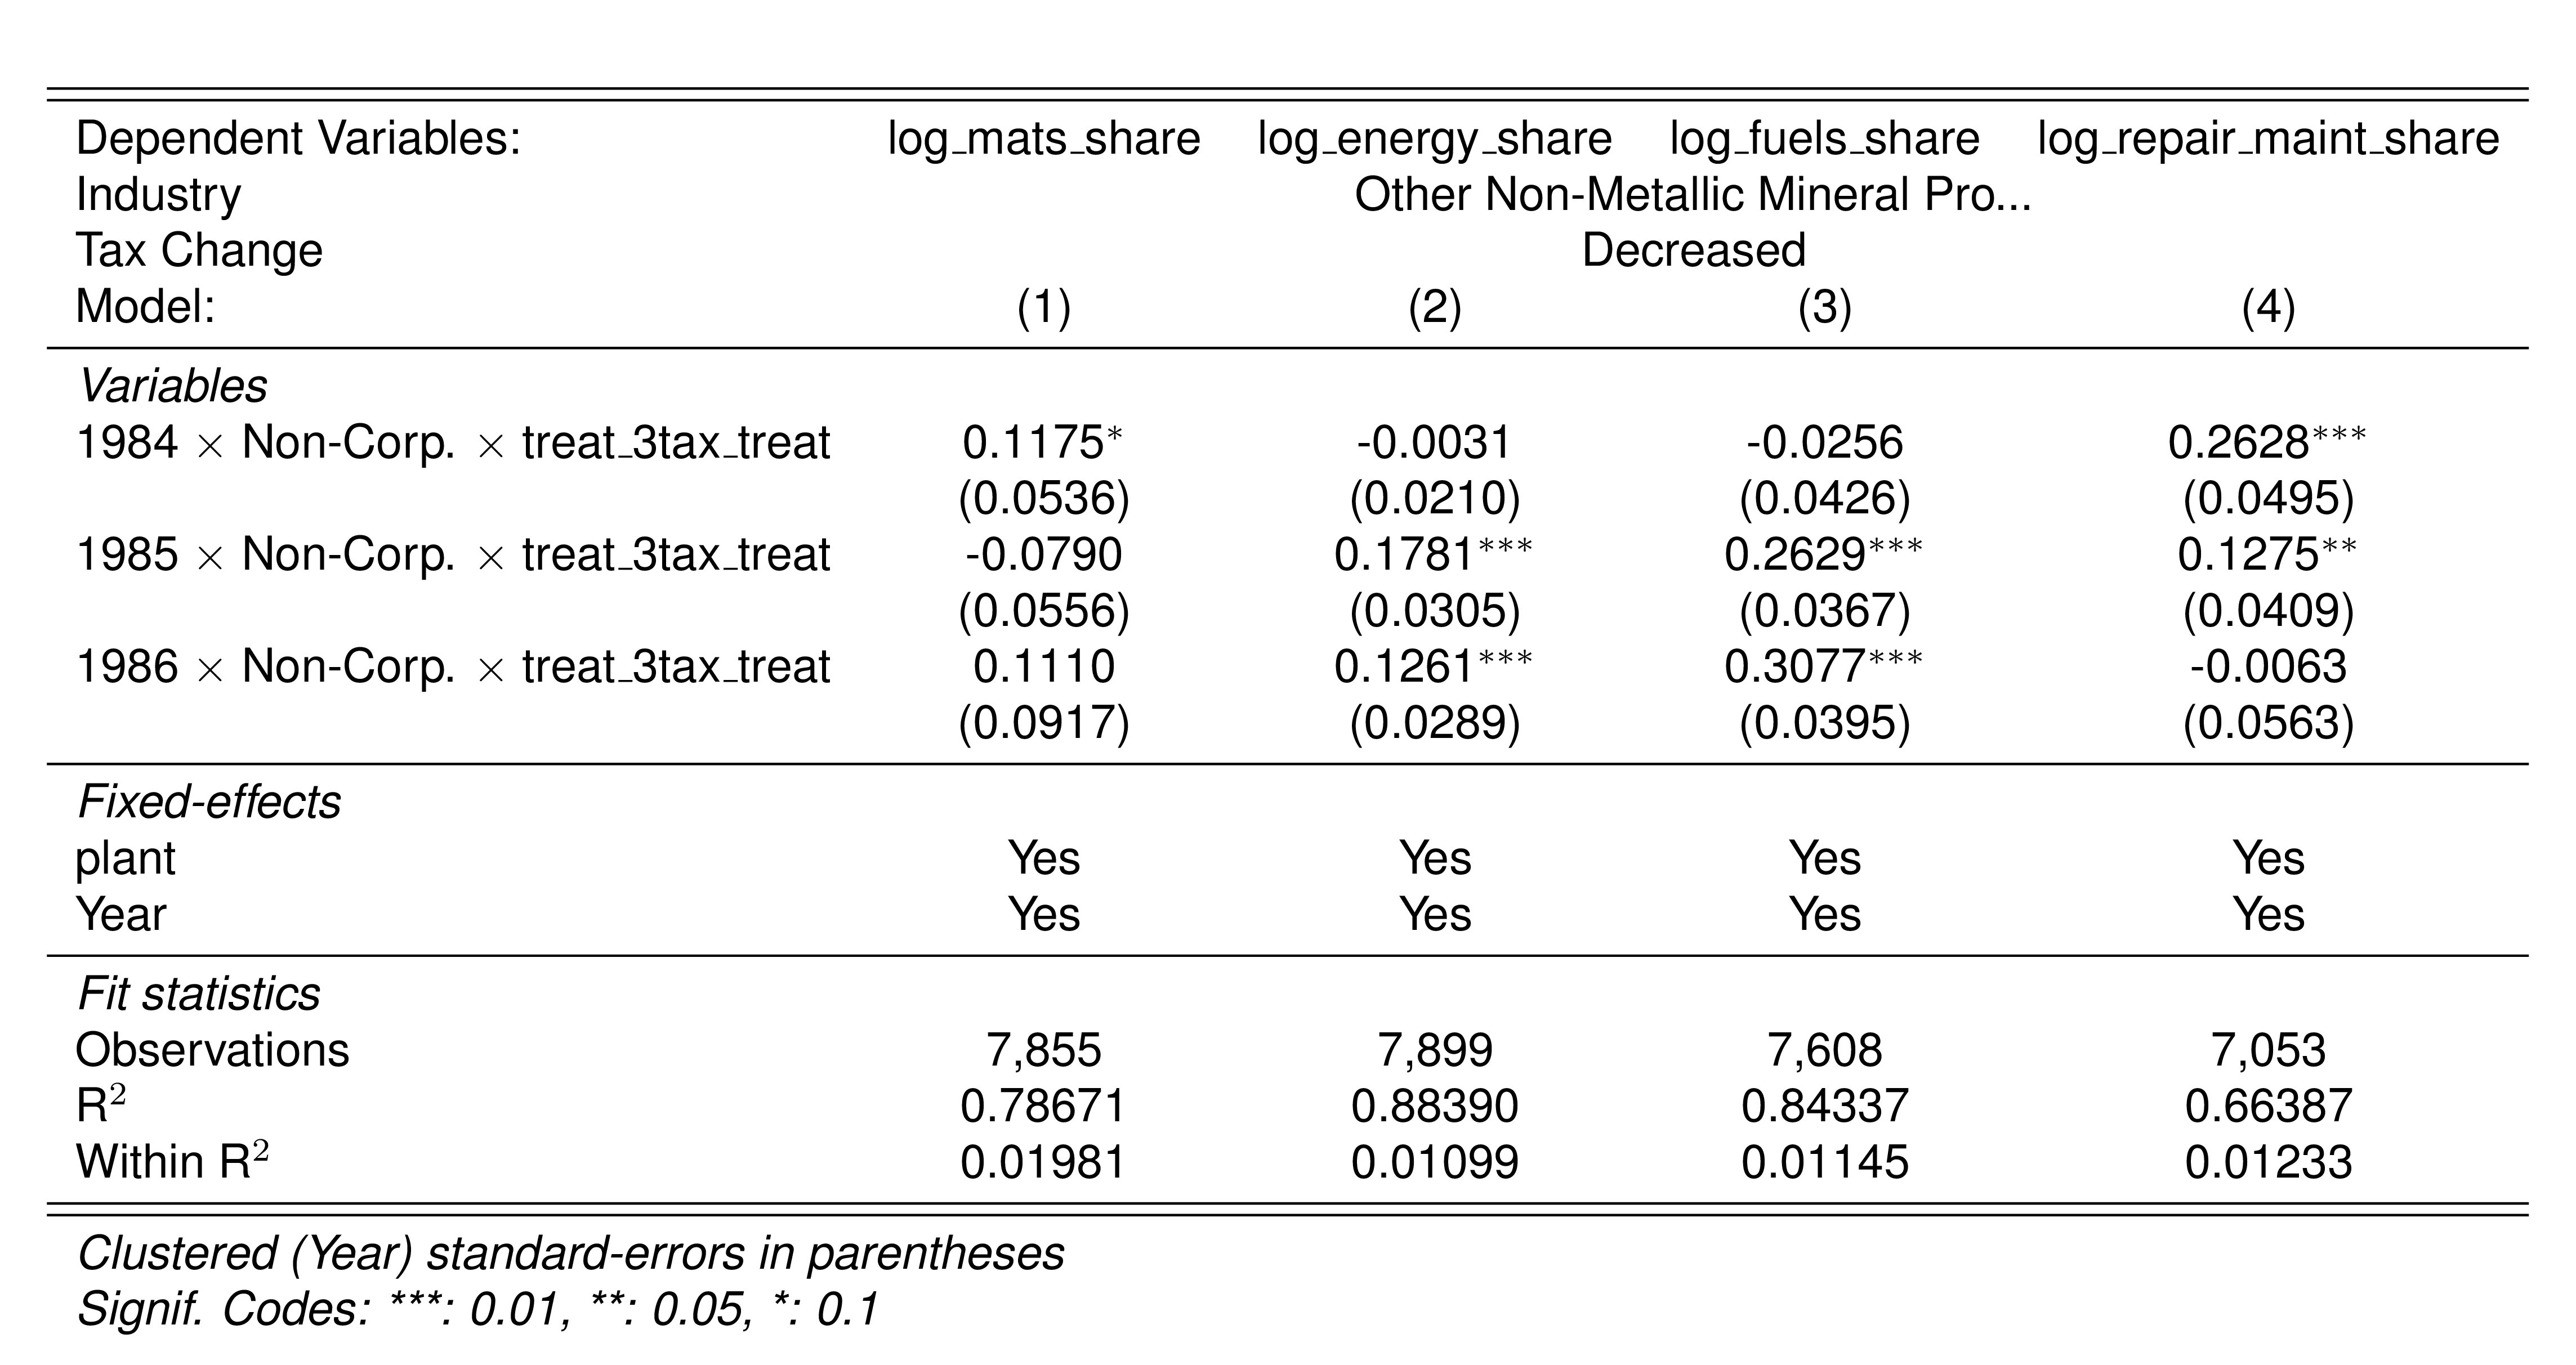 Dependent Variables: log_mats_share log_energy_share log_fuels_share log_repair_maint_share
Industry Other Non-Metallic Mineral Pro...
Tax Change Decreased
Model: (1) (2) (3) (4)
Variables
1984 × Non-Corp. × treat_3tax_treat 0.1175* -0.0031 -0.0256 0.2628***
(0.0536) (0.0210) (0.0426) (0.0495)
1985 × Non-Corp. × treat_3tax_treat -0.0790 0.1781*** 0.2629*** 0.1275**
(0.0556) (0.0305) (0.0367) (0.0409)
1986 × Non-Corp. × treat_3tax_treat 0.1110 0.1261*** 0.3077*** -0.0063
(0.0917) (0.0289) (0.0395) (0.0563)
Fixed-effects
plant Yes Yes Yes Yes
Year Yes Yes Yes Yes
Fit statistics
Observations 7,855 7,899 7,608 7,053
R² 0.78671 0.88390 0.84337 0.66387
Within R² 0.01981 0.01099 0.01145 0.01233
Clustered (Year) standard-errors in parentheses
Signif. Codes: ***: 0.01, **: 0.05, *: 0.1